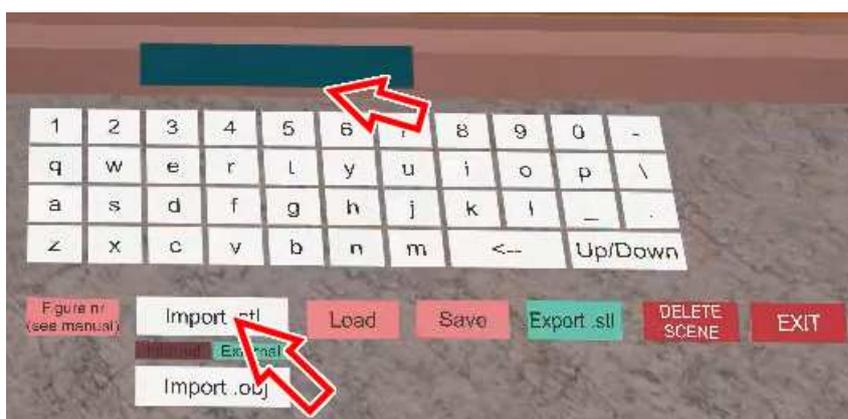 1 2 3 4 5 6 7 8 9 0 -
q w e r t y u i o p \
a s d f g h j k l _ .
z x c v b n m <-- Up/Down
Figure nr
(see manual)
Import .stl
Load
Save
Export .stl
DELETE
SCENE
EXIT
External
Import .obj